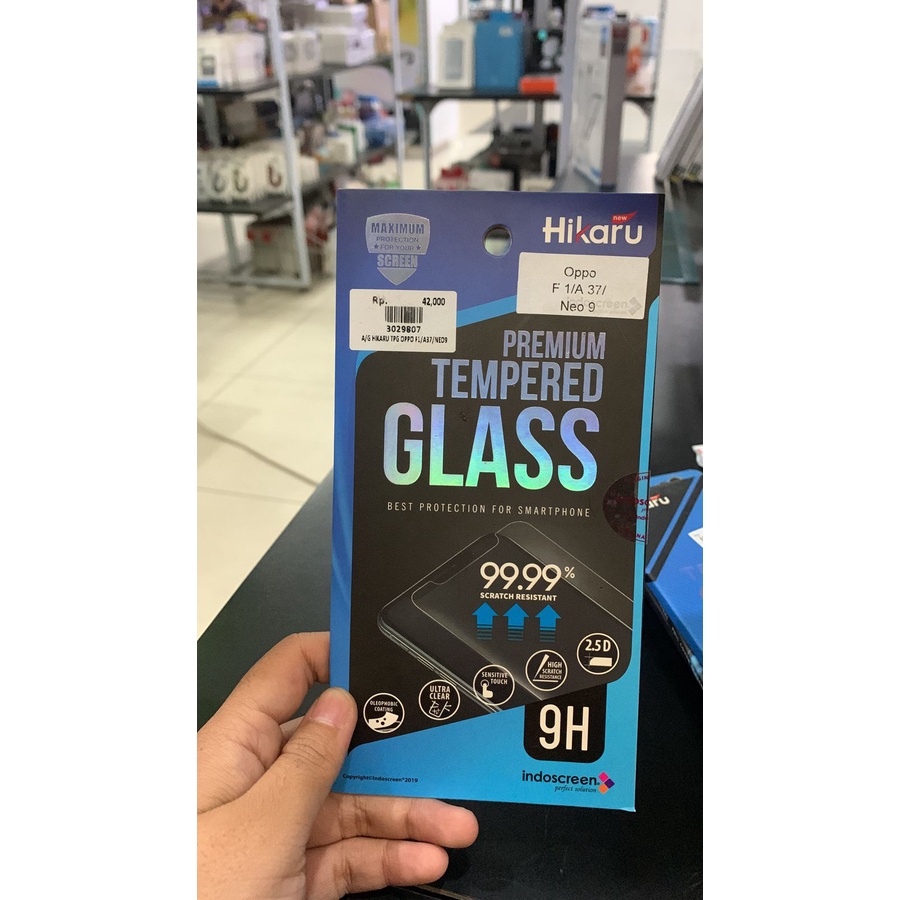 MAXIMUM
PROTECTION
FOR YOUR
SCREEN
new
Hikaru
Oppo
F 1/A 37/
Neo 9
indoscreen
Rp. 42,000
3029807
A/G HIKARU TPG OPPO F1/A37/NEO9
PREMIUM
TEMPERED
GLASS
BEST PROTECTION FOR SMARTPHONE
99.99%
SCRATCH RESISTANT
2.5D
HIGH
SCRATCH
RESISTANCE
SENSITIVE
TOUCH
ULTRA
CLEAR
OLEOPHOBIC
COATING
9H
indoscreen
perfect solution
Copyright©Indoscreen®2019